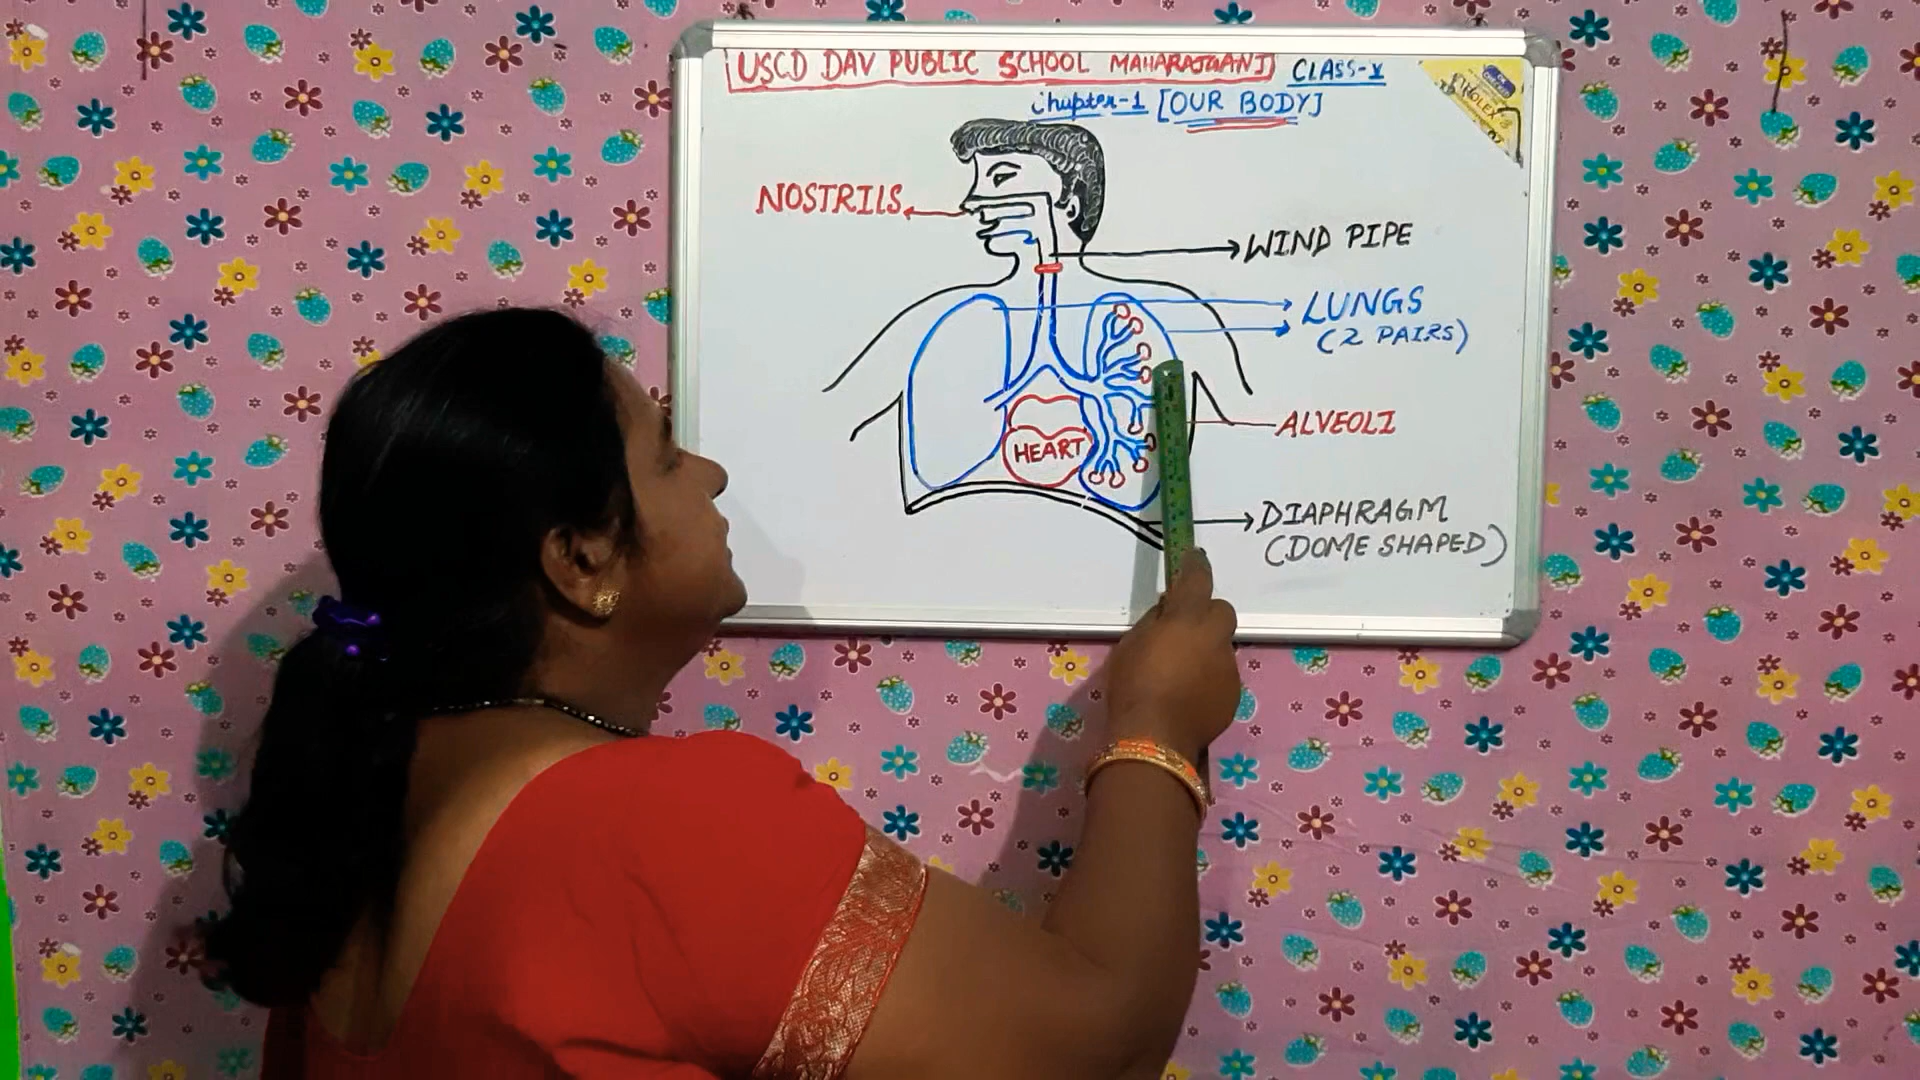 USCD DAV PUBLIC SCHOOL MAHARAJGANJ CLASS-V
Chapter-1 [OUR BODY]
NOSTRILS
WIND PIPE
LUNGS
(2 PAIRS)
ALVEOLI
HEART
DIAPHRAGM
(DOME SHAPED)